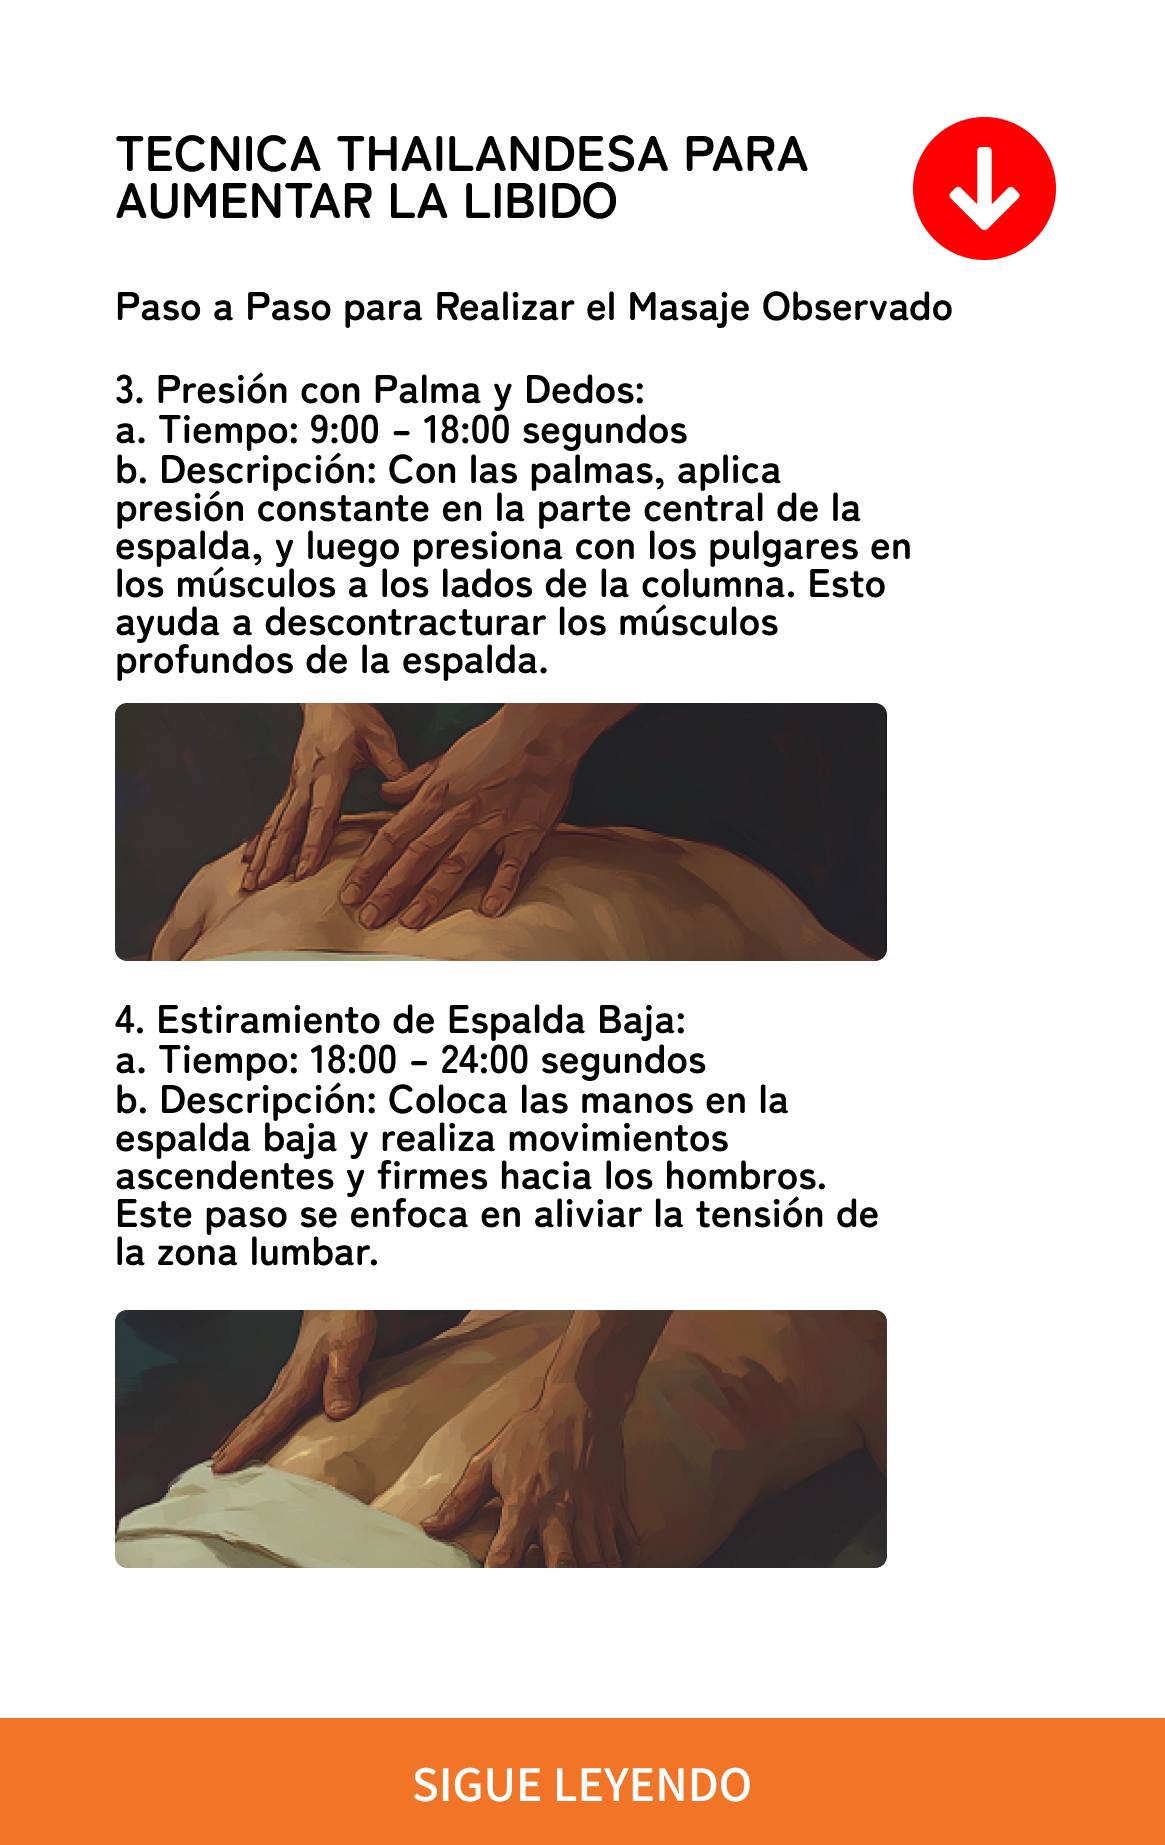 TECNICA THAILANDESA PARA
AUMENTAR LA LIBIDO
Paso a Paso para Realizar el Masaje Observado
3. Presión con Palma y Dedos:
a. Tiempo: 9:00 – 18:00 segundos
b. Descripción: Con las palmas, aplica
presión constante en la parte central de la
espalda, y luego presiona con los pulgares en
los músculos a los lados de la columna. Esto
ayuda a descontracturar los músculos
profundos de la espalda.
4. Estiramiento de Espalda Baja:
a. Tiempo: 18:00 – 24:00 segundos
b. Descripción: Coloca las manos en la
espalda baja y realiza movimientos
ascendentes y firmes hacia los hombros.
Este paso se enfoca en aliviar la tensión de
la zona lumbar.
SIGUE LEYENDO